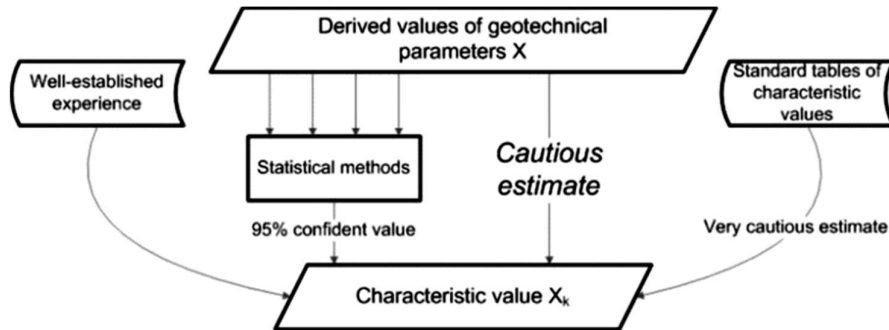 Derived values of geotechnical
parameters X
Well-established
experience
Standard tables of
characteristic
values
Statistical methods
Cautious
estimate
95% confident value
Very cautious estimate
Characteristic value Xₖ